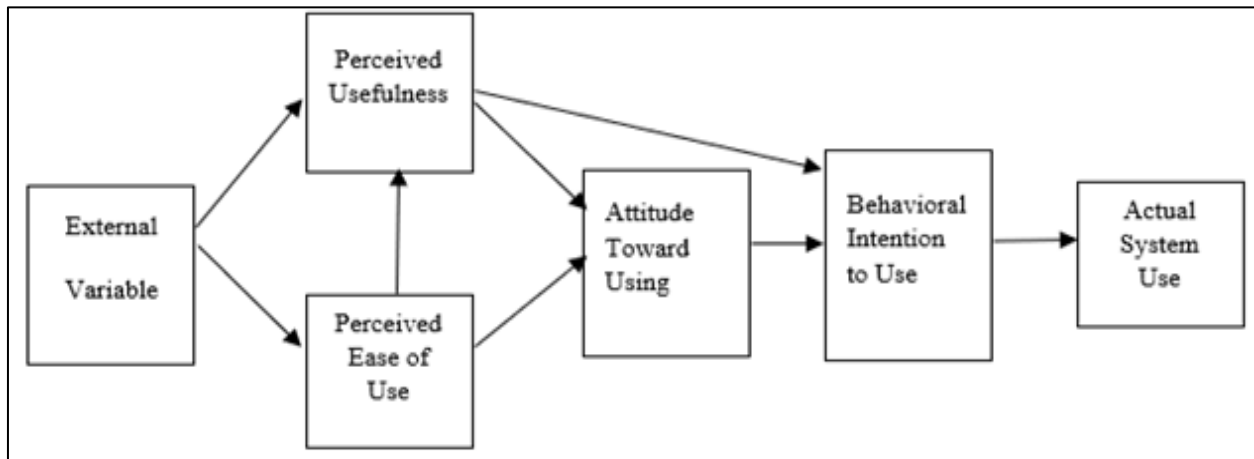 Perceived
Usefulness
External
Variable
Perceived
Ease of
Use
Attitude
Toward
Using
Behavioral
Intention
to Use
Actual
System
Use